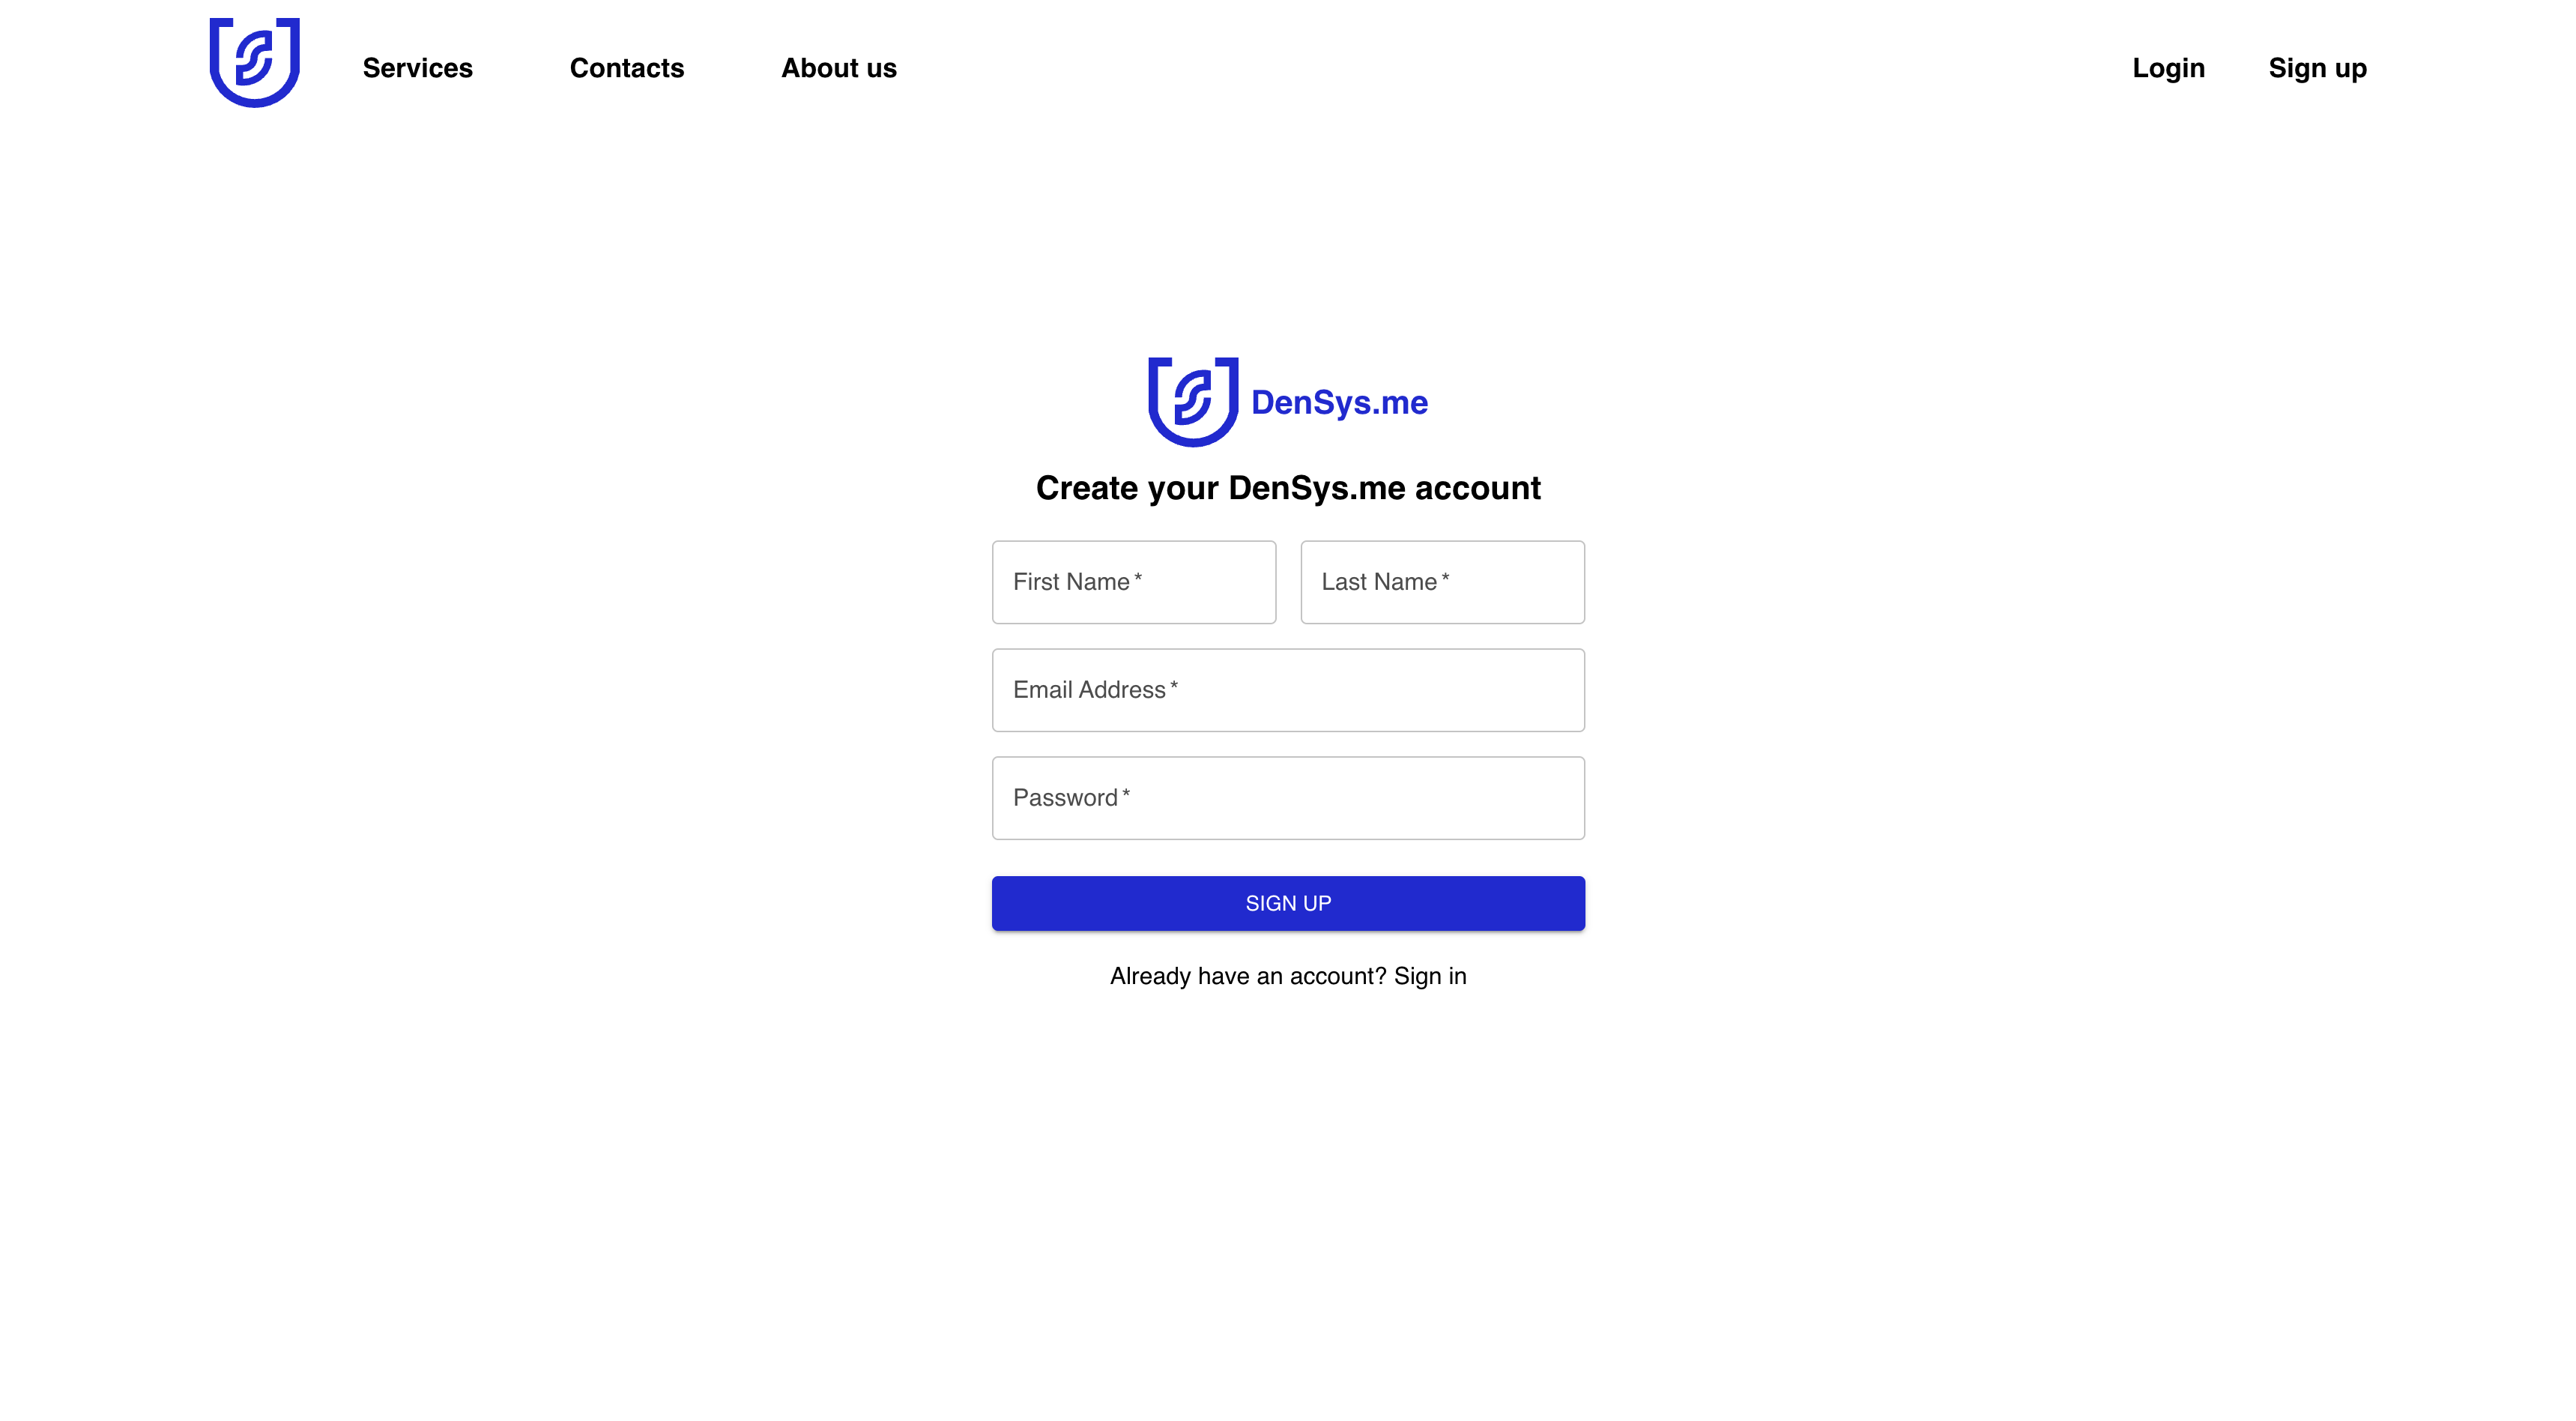 Services Contacts About us Login Sign up
DenSys.me
Create your DenSys.me account
First Name * Last Name *
Email Address *
Password *
SIGN UP
Already have an account? Sign in